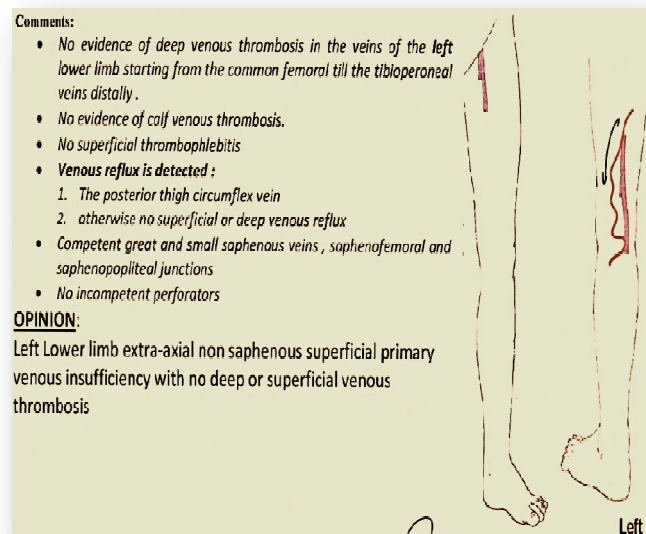 Comments:
• No evidence of deep venous thrombosis in the veins of the left
lower limb starting from the common femoral till the tibioperoneal
veins distally .
• No evidence of calf venous thrombosis.
• No superficial thrombophlebitis
• Venous reflux is detected :
1. The posterior thigh circumflex vein
2. otherwise no superficial or deep venous reflux
• Competent great and small saphenous veins , saphenofemoral and
saphenopopliteal junctions
• No incompetent perforators
OPINION:
Left Lower limb extra-axial non saphenous superficial primary
venous insufficiency with no deep or superficial venous
thrombosis
Left